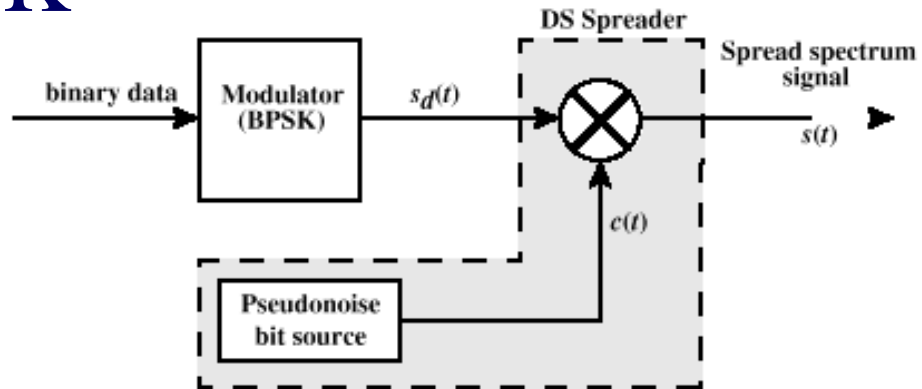 DS Spreader
Spread spectrum
signal
binary data
Modulator
(BPSK)
s_d(t)
s(t)
c(t)
Pseudonoise
bit source